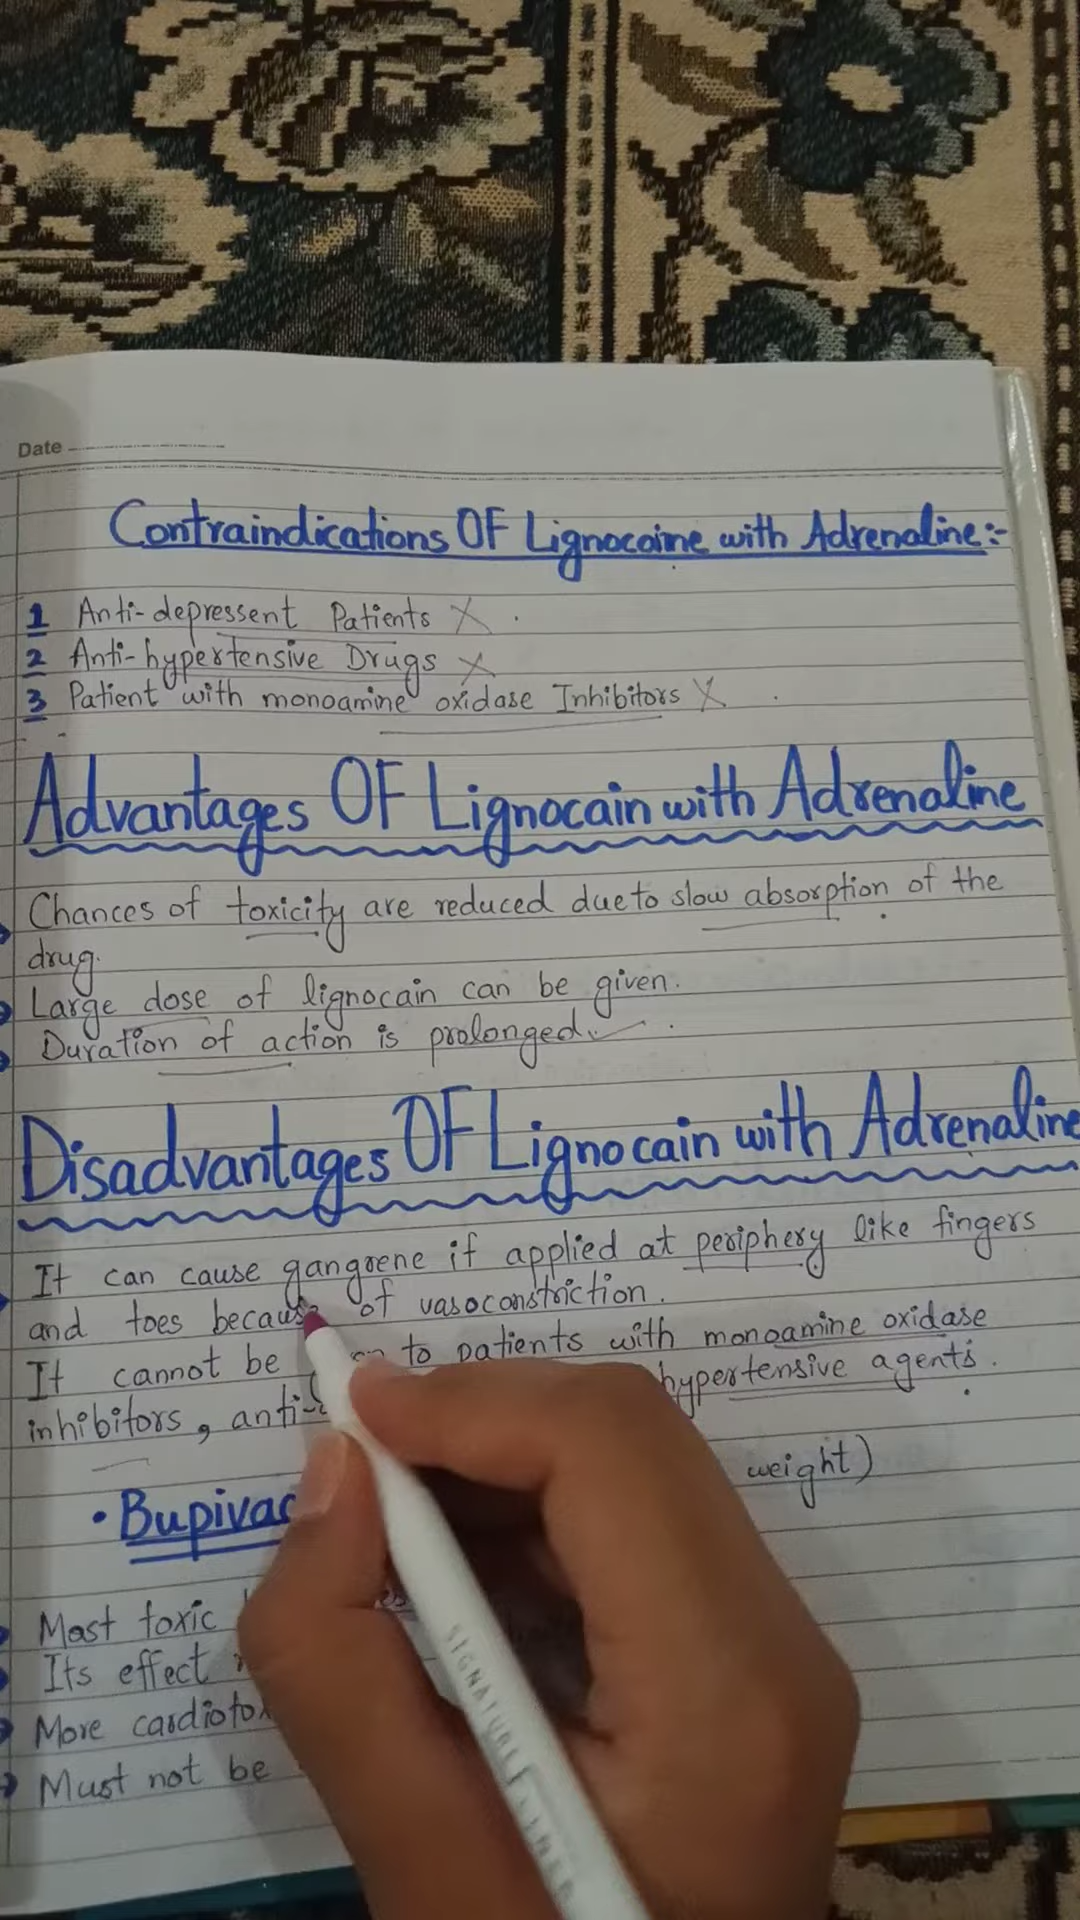 Date
Contraindications OF Lignocaine with Adrenaline:-
1 Anti-depressent Patients X
2 Anti-hypertensive Drugs X
3 Patient with monoamine oxidase Inhibitors X
Advantages OF Lignocain with Adrenaline
Chances of toxicity are reduced due to slow absorption of the
drug.
Large dose of lignocain can be given.
Duration of action is prolonged.
Disadvantages OF Lignocain with Adrenaline
It can cause gangrene if applied at periphery like fingers
and toes because of vasoconstriction.
It cannot be to patients with monoamine oxidase
inhibitors, anti- hypertensive agents.
weight)
• Bupivac
Most toxic
Its effect
More cardiotox
Must not be
SIGNATURE LINER